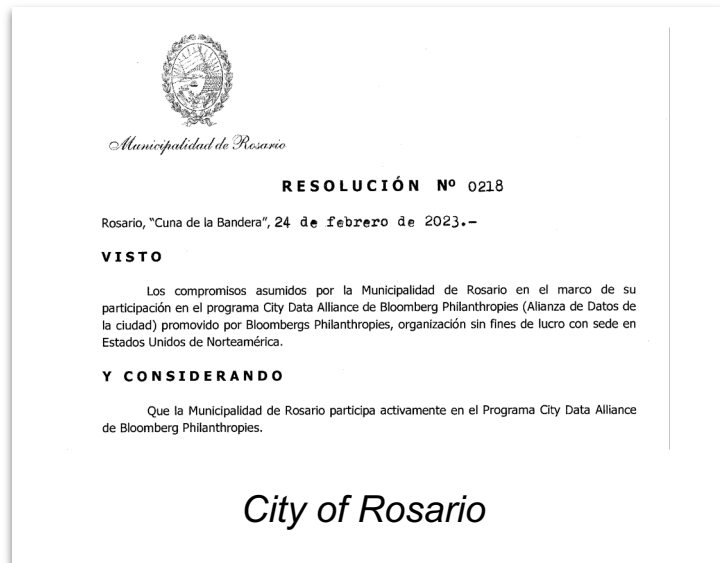 Municipalidad de Rosario
RESOLUCIÓN Nº 0218
Rosario, "Cuna de la Bandera", 24 de febrero de 2023.-
VISTO
Los compromisos asumidos por la Municipalidad de Rosario en el marco de su
participación en el programa City Data Alliance de Bloomberg Philanthropies (Alianza de Datos de
la ciudad) promovido por Bloombergs Philanthropies, organización sin fines de lucro con sede en
Estados Unidos de Norteamérica.
Y CONSIDERANDO
Que la Municipalidad de Rosario participa activamente en el Programa City Data Alliance
de Bloomberg Philanthropies.
City of Rosario